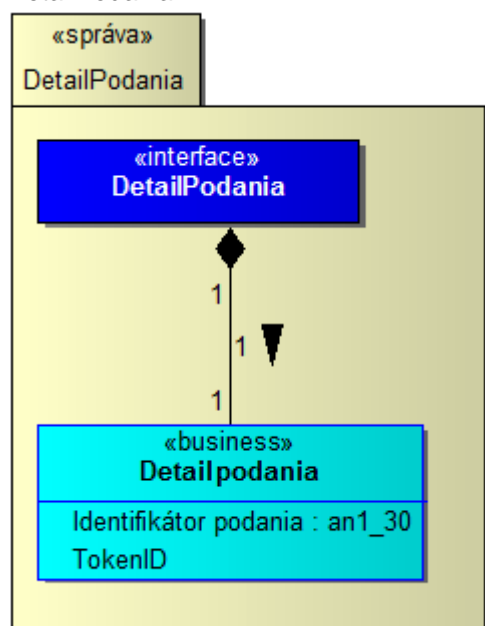 «správa»
DetailPodania
«interface»
DetailPodania
1
1
1
«business»
Detailpodania
Identifikátor podania : an1_30
TokenID